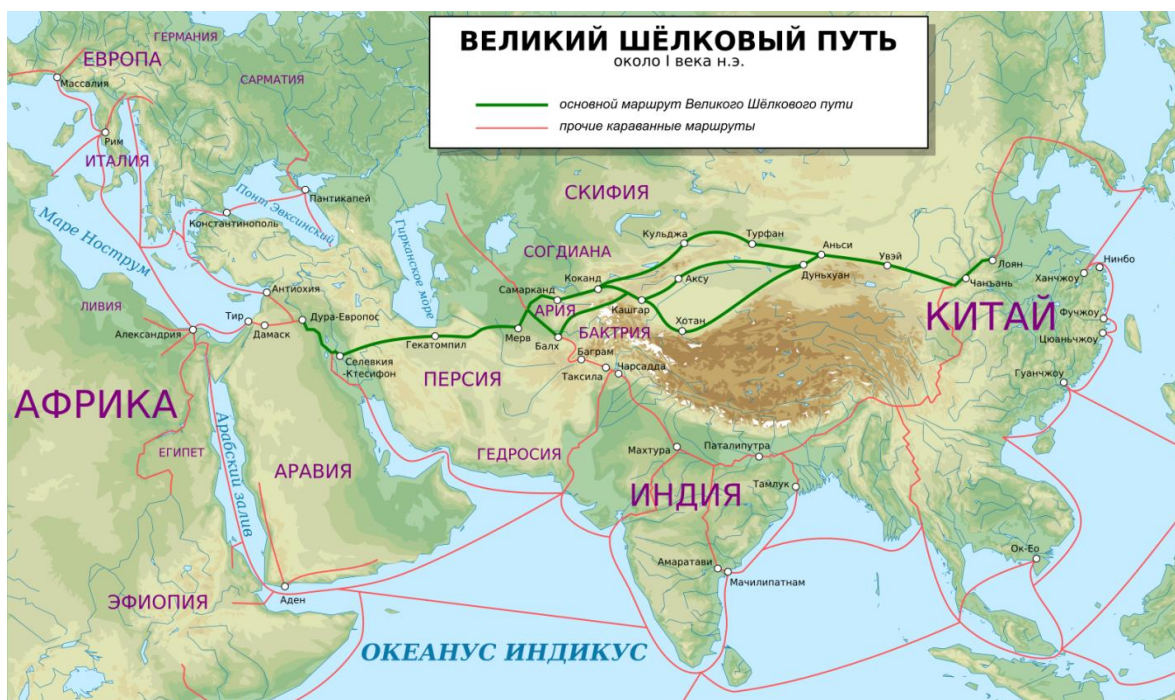 ВЕЛИКИЙ ШЁЛКОВЫЙ ПУТЬ
около I века н.э.
основной маршрут Великого Шёлкового пути
прочие караванные маршруты
ГЕРМАНИЯ
ЕВРОПА
Массалия
САРМАТИЯ
Рим
ИТАЛИЯ
Понт Эвксинский
Пантикапей
Константинополь
Маре Нострум
Гирканское море
СКИФИЯ
СОГДИАНА
Кульджа
Турфан
Аньси
Увэй
Дуньхуан
Лоян
Чанъань
Нинбо
Ханчжоу
Коканд
Аксу
Самарканд
АРИЯ
Кашгар
Хотан
БАКТРИЯ
КИТАЙ
Фучжоу
Цюаньчжоу
Гуанчжоу
Антиохия
ЛИВИЯ
Тир
Дура-Европос
Александрия
Дамаск
Селевкия
-Ктесифон
Гекатомпил
Мерв
Балх
Баграм
Таксила
Чарсадда
ПЕРСИЯ
АФРИКА
ЕГИПЕТ
Арабский залив
АРАВИЯ
ГЕДРОСИЯ
Махтура
Паталипутра
ИНДИЯ
Тамлук
Амаратави
Мачилипатнам
Ок-Ео
Аден
ЭФИОПИЯ
ОКЕАНУС ИНДИКУС